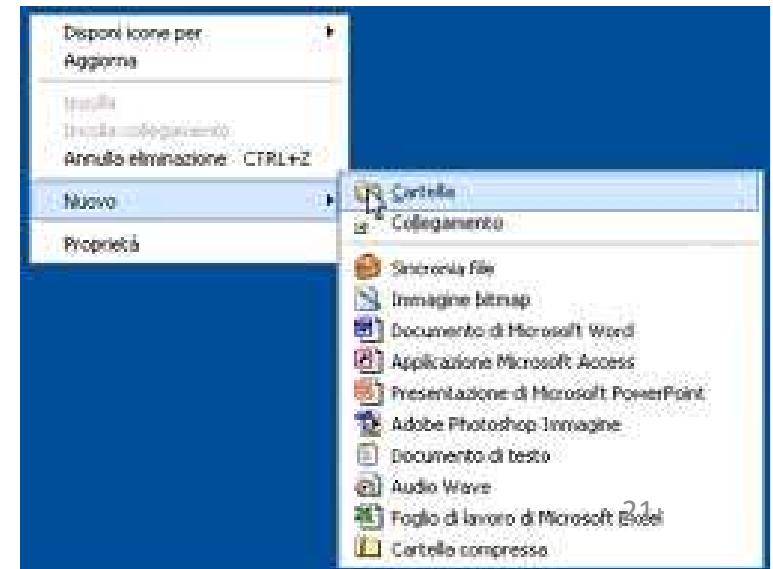 Disponi icone per
Aggiorna
Incolla
Incolla collegamento
Annulla eliminazione CTRL+Z
Nuovo
Proprietà
Cartella
Collegamento
Sincronia file
Immagine bitmap
Documento di Microsoft Word
Applicazione Microsoft Access
Presentazione di Microsoft PowerPoint
Adobe Photoshop Immagine
Documento di testo
Audio Wave
Foglio di lavoro di Microsoft Excel
21
Cartella compressa